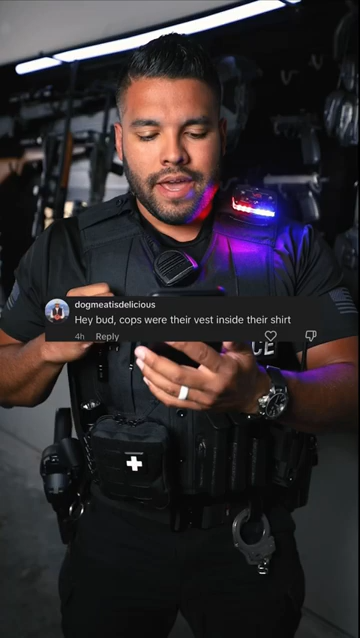 dogmeatisdelicious
Hey bud, cops were their vest inside their shirt
4h Reply
CE